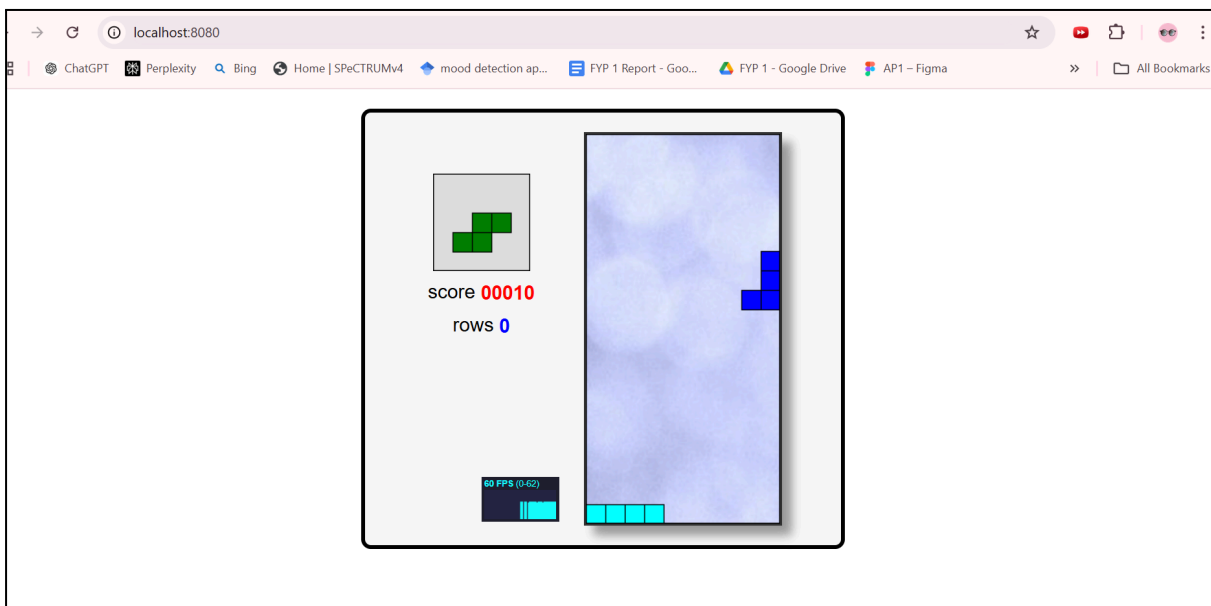 localhost:8080
ChatGPT Perplexity Bing Home | SPeCTRUMv4 mood detection ap... FYP 1 Report - Goo... FYP 1 - Google Drive AP1 – Figma » All Bookmarks
score 00010
rows 0
60 FPS (0-62)